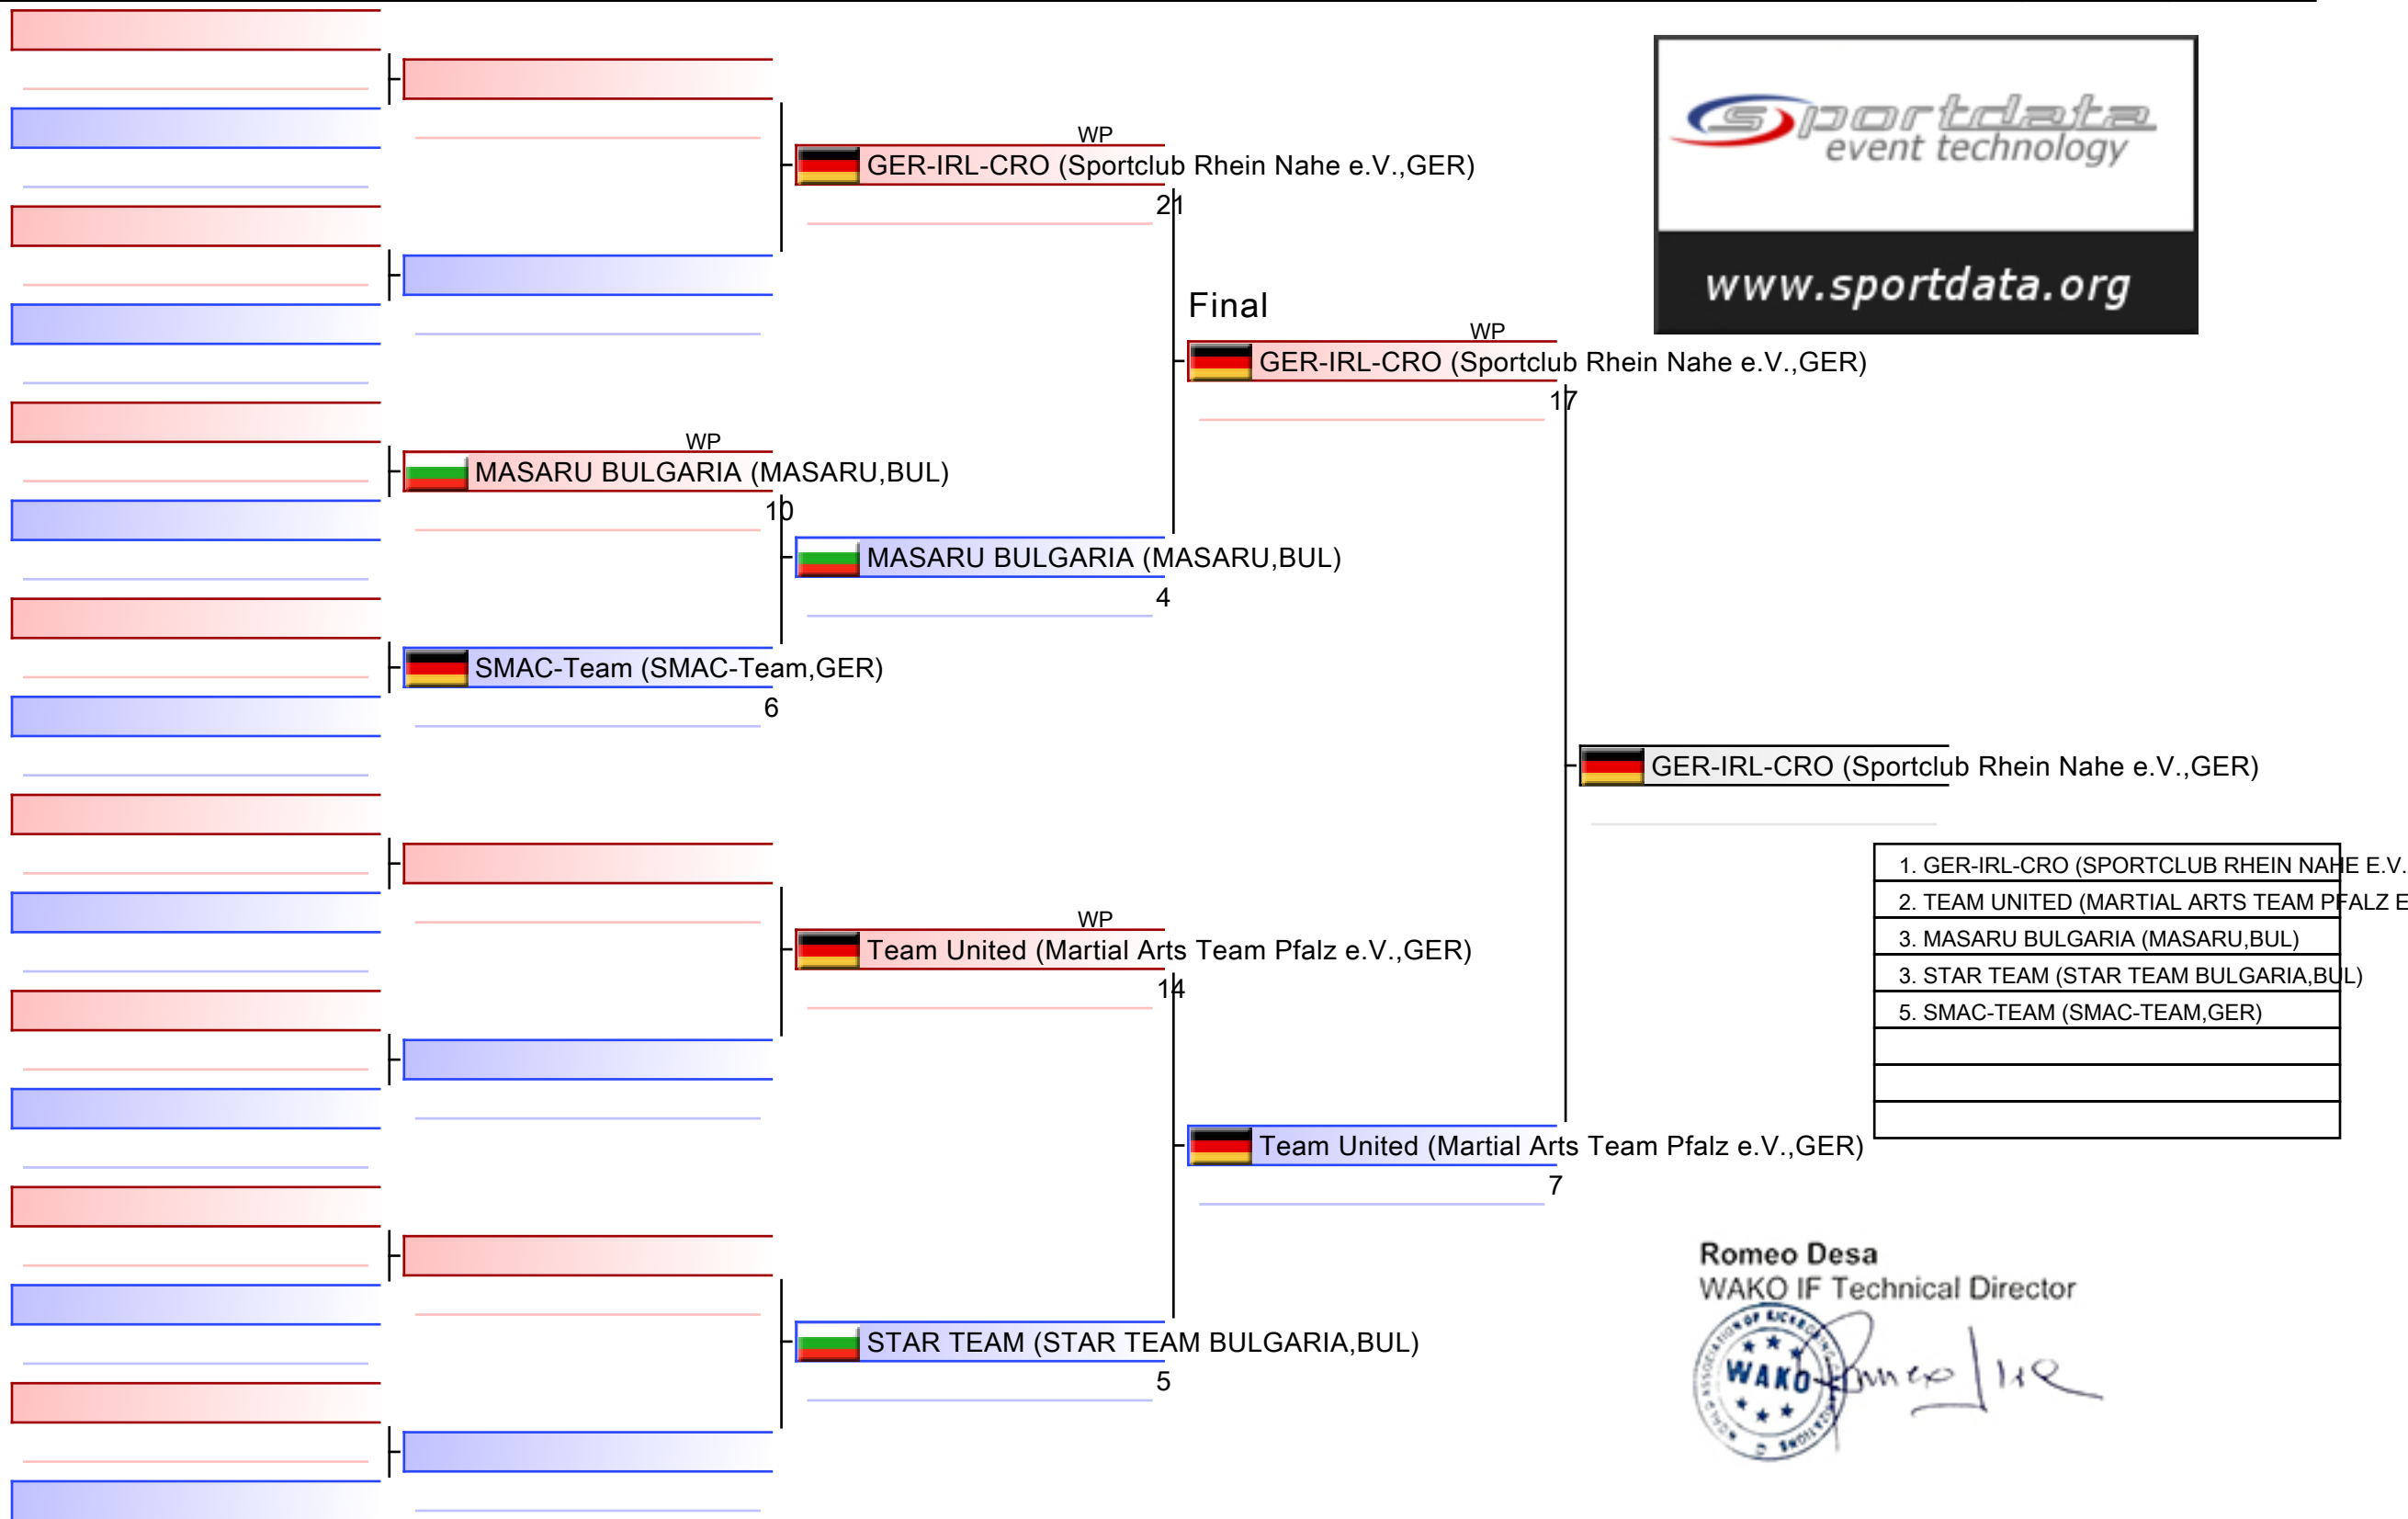 sportdata
event technology
www.sportdata.org
WP
GER-IRL-CRO (Sportclub Rhein Nahe e.V.,GER)
21
Final
WP
GER-IRL-CRO (Sportclub Rhein Nahe e.V.,GER)
17
WP
MASARU BULGARIA (MASARU,BUL)
10
MASARU BULGARIA (MASARU,BUL)
4
SMAC-Team (SMAC-Team,GER)
6
GER-IRL-CRO (Sportclub Rhein Nahe e.V.,GER)
WP
Team United (Martial Arts Team Pfalz e.V.,GER)
14
Team United (Martial Arts Team Pfalz e.V.,GER)
7
STAR TEAM (STAR TEAM BULGARIA,BUL)
5
1. GER-IRL-CRO (SPORTCLUB RHEIN NAHE E.V.
2. TEAM UNITED (MARTIAL ARTS TEAM PFALZ E
3. MASARU BULGARIA (MASARU,BUL)
3. STAR TEAM (STAR TEAM BULGARIA,BUL)
5. SMAC-TEAM (SMAC-TEAM,GER)
Romeo Desa
WAKO IF Technical Director
WAKO